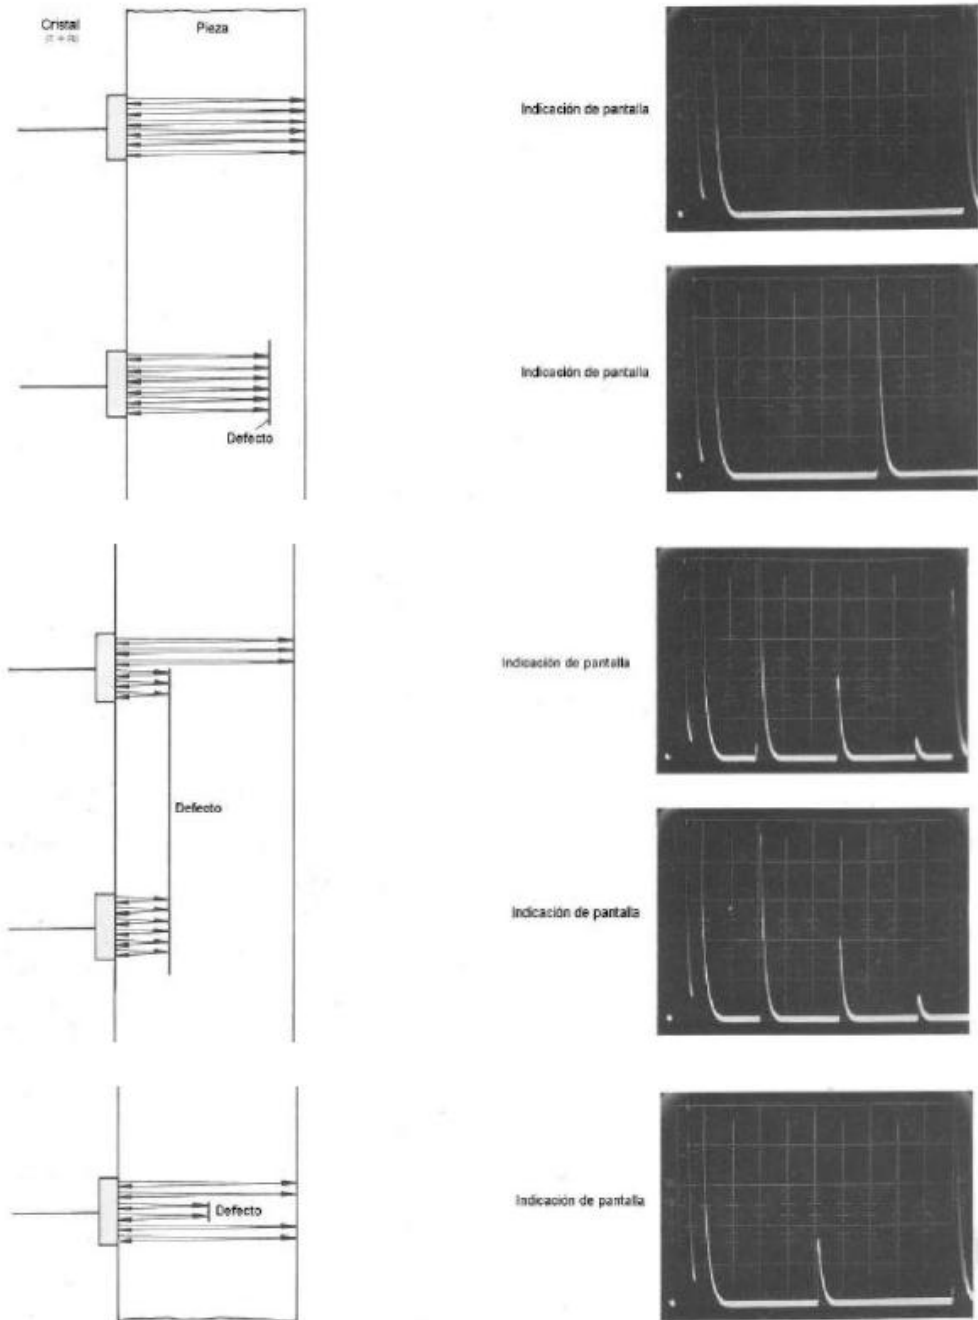 Cristal
Pieza
Indicación de pantalla
Indicación de pantalla
Defecto
Indicación de pantalla
Defecto
Indicación de pantalla
Defecto
Indicación de pantalla